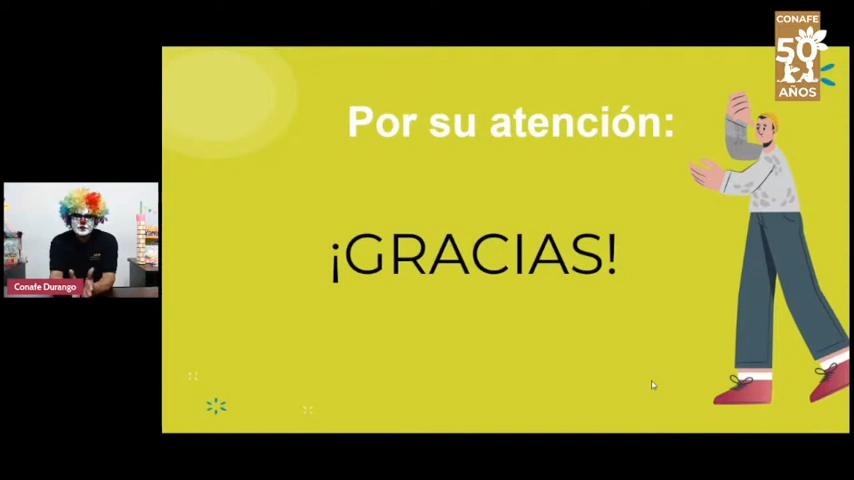 CONAFE
50
AÑOS
Por su atención:
¡GRACIAS!
Conafe Durango